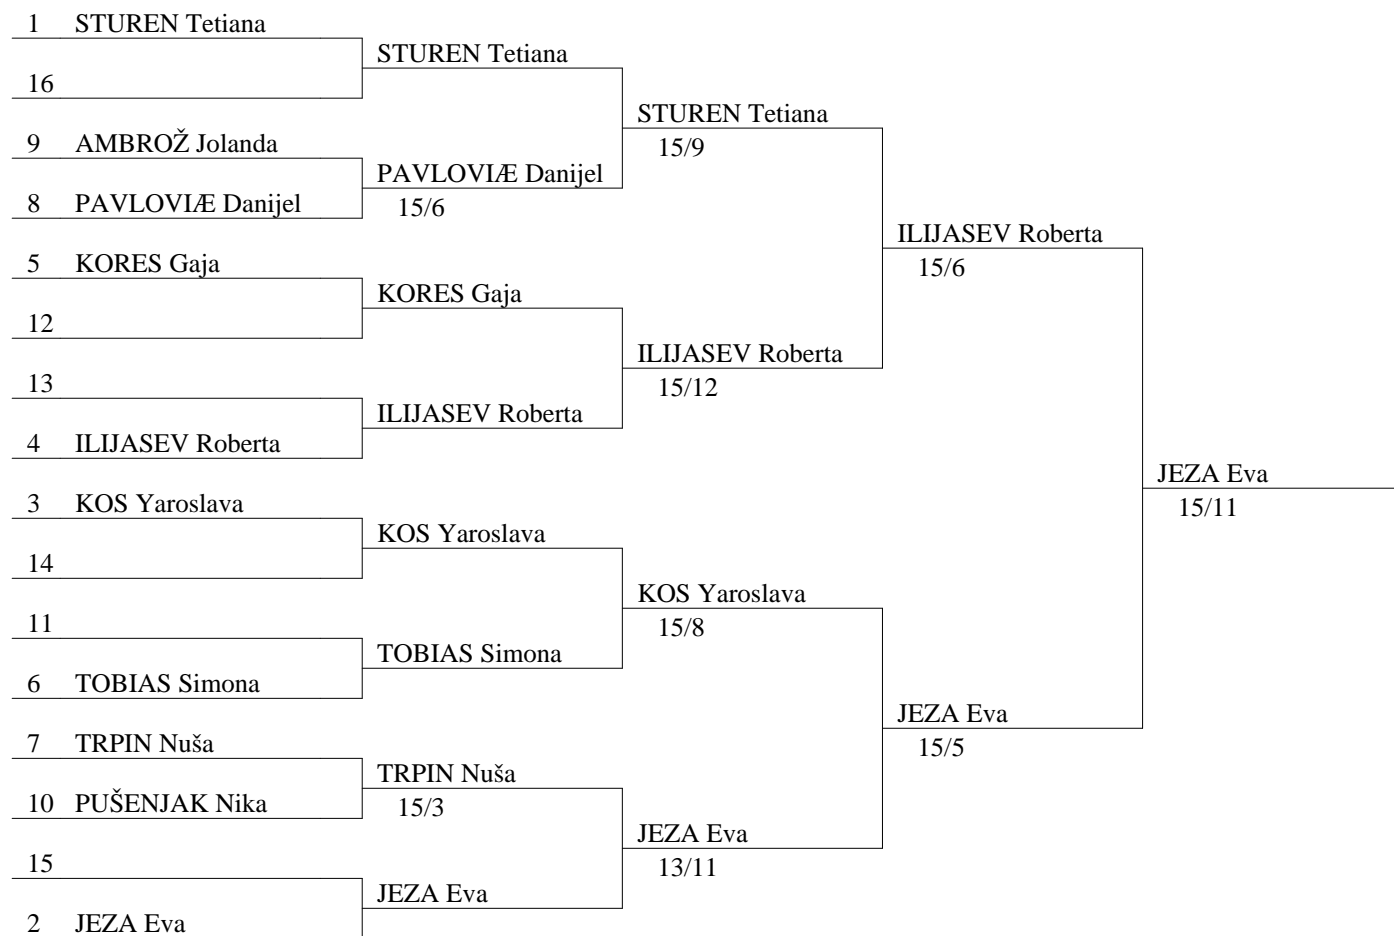 1 STUREN Tetiana
STUREN Tetiana
16
STUREN Tetiana
15/9
9 AMBROŽ Jolanda
PAVLOVIÆ Danijel
15/6
8 PAVLOVIÆ Danijel
ILIJASEV Roberta
15/6
5 KORES Gaja
KORES Gaja
12
ILIJASEV Roberta
15/12
13
ILIJASEV Roberta
4 ILIJASEV Roberta
JEZA Eva
15/11
3 KOS Yaroslava
KOS Yaroslava
14
KOS Yaroslava
15/8
11
TOBIAS Simona
6 TOBIAS Simona
JEZA Eva
15/5
7 TRPIN Nuša
TRPIN Nuša
15/3
10 PUŠENJAK Nika
JEZA Eva
13/11
15
JEZA Eva
2 JEZA Eva